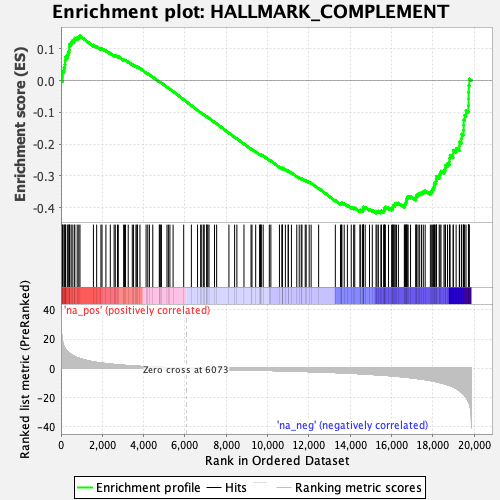 Enrichment plot: HALLMARK_COMPLEMENT
Enrichment score (ES)
0.1
0.0
-0.1
-0.2
-0.3
-0.4
Ranked list metric (PreRanked)
'na_pos' (positively correlated)
40
20
0
-20
-40
Zero cross at 6073
'na_neg' (negatively correlated)
0
2,000
4,000
6,000
8,000
10,000
12,000
14,000
16,000
18,000
20,000
Rank in Ordered Dataset
Enrichment profile
Hits
Ranking metric scores